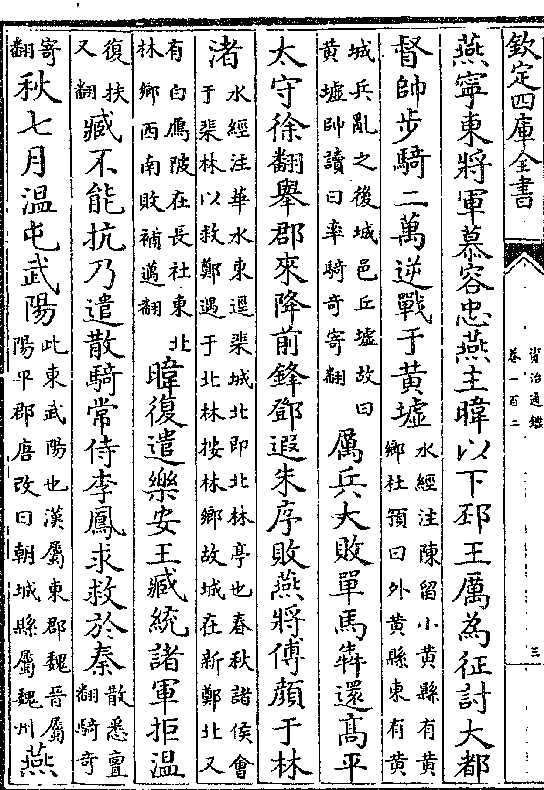 欽定四庫全書
資治通鑑
卷一百二
三
燕寧東將軍慕容忠燕主暐以下邳王厲為征討大都
督帥步騎二萬逆戰于黃墟
水經注陳留小黃縣有黃
鄉杜預曰外黃縣東有黃
城兵亂之後城邑丘墟故曰
黃墟帥讀曰率騎奇寄翻
厲兵大敗單馬犇還高平
太守徐翻舉郡來降前鋒鄧遐朱序敗燕將傅顔于林
渚
水經注華水東逕棐城北即北林亭也春秋諸侯會
于棐林以救鄭遇于北林按林鄉故城在新鄭北又
有白鴈陂在長社東北
林鄉西南敗補邁翻
暐復遣樂安王臧統諸軍拒温
復扶
又翻
臧不能抗乃遣散騎常侍李鳳求救於秦
散悉亶
翻騎奇
寄
翻
秋七月温屯武陽
此東武陽也漢屬東郡魏晉屬
陽平郡唐改曰朝城縣屬魏州
燕